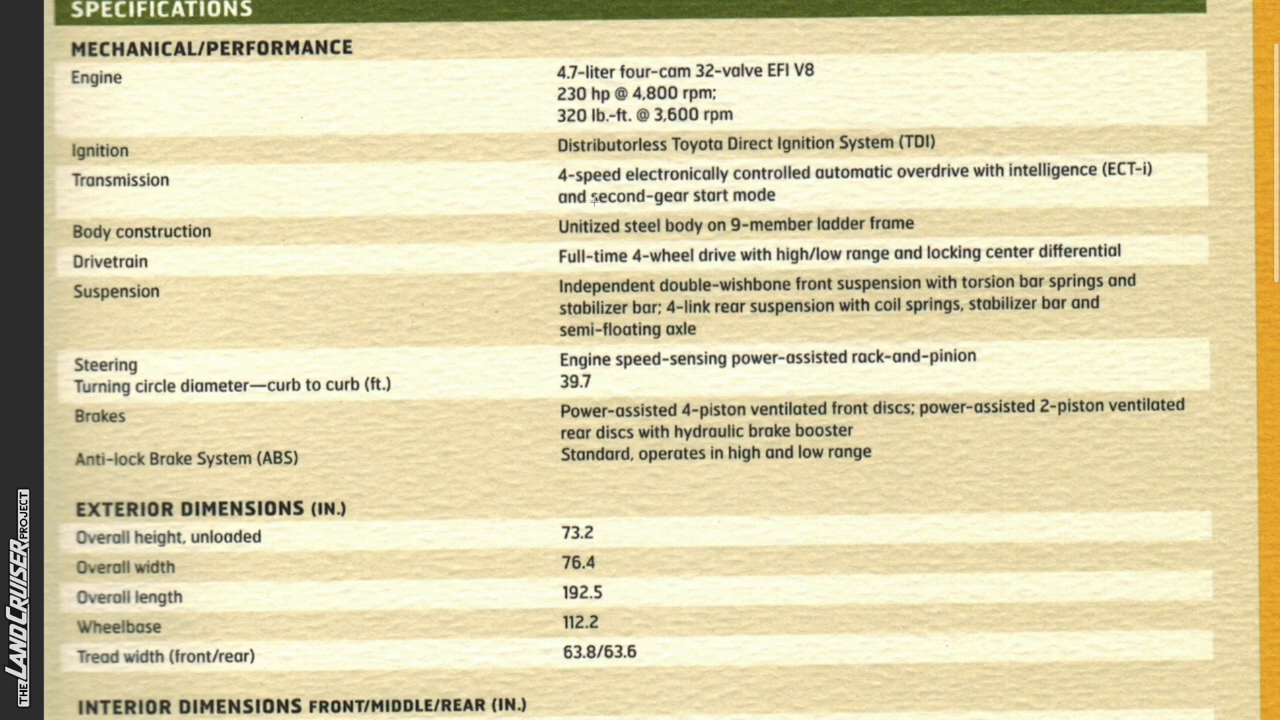 SPECIFICATIONS
MECHANICAL/PERFORMANCE
Engine 4.7-liter four-cam 32-valve EFI V8
230 hp @ 4,800 rpm;
320 lb.-ft. @ 3,600 rpm
Ignition Distributorless Toyota Direct Ignition System (TDI)
Transmission 4-speed electronically controlled automatic overdrive with intelligence (ECT-i)
and second-gear start mode
Body construction Unitized steel body on 9-member ladder frame
Drivetrain Full-time 4-wheel drive with high/low range and locking center differential
Suspension Independent double-wishbone front suspension with torsion bar springs and
stabilizer bar; 4-link rear suspension with coil springs, stabilizer bar and
semi-floating axle
Steering Engine speed-sensing power-assisted rack-and-pinion
Turning circle diameter—curb to curb (ft.) 39.7
Brakes Power-assisted 4-piston ventilated front discs; power-assisted 2-piston ventilated
rear discs with hydraulic brake booster
Anti-lock Brake System (ABS) Standard, operates in high and low range
EXTERIOR DIMENSIONS (IN.)
Overall height, unloaded 73.2
Overall width 76.4
Overall length 192.5
Wheelbase 112.2
Tread width (front/rear) 63.8/63.6
INTERIOR DIMENSIONS FRONT/MIDDLE/REAR (IN.)
THE LANDCRUISER PROJECT